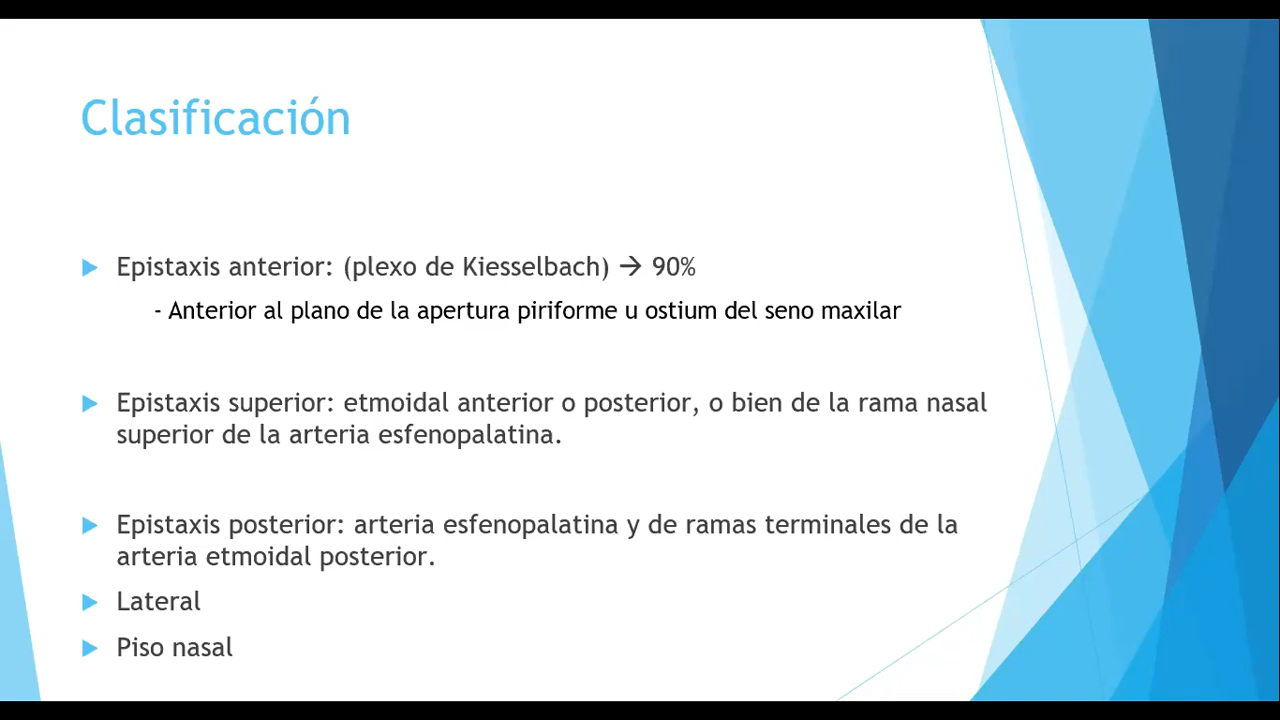 Clasificación
Epistaxis anterior: (plexo de Kiesselbach) → 90%
- Anterior al plano de la apertura piriforme u ostium del seno maxilar
Epistaxis superior: etmoidal anterior o posterior, o bien de la rama nasal
superior de la arteria esfenopalatina.
Epistaxis posterior: arteria esfenopalatina y de ramas terminales de la
arteria etmoidal posterior.
Lateral
Piso nasal